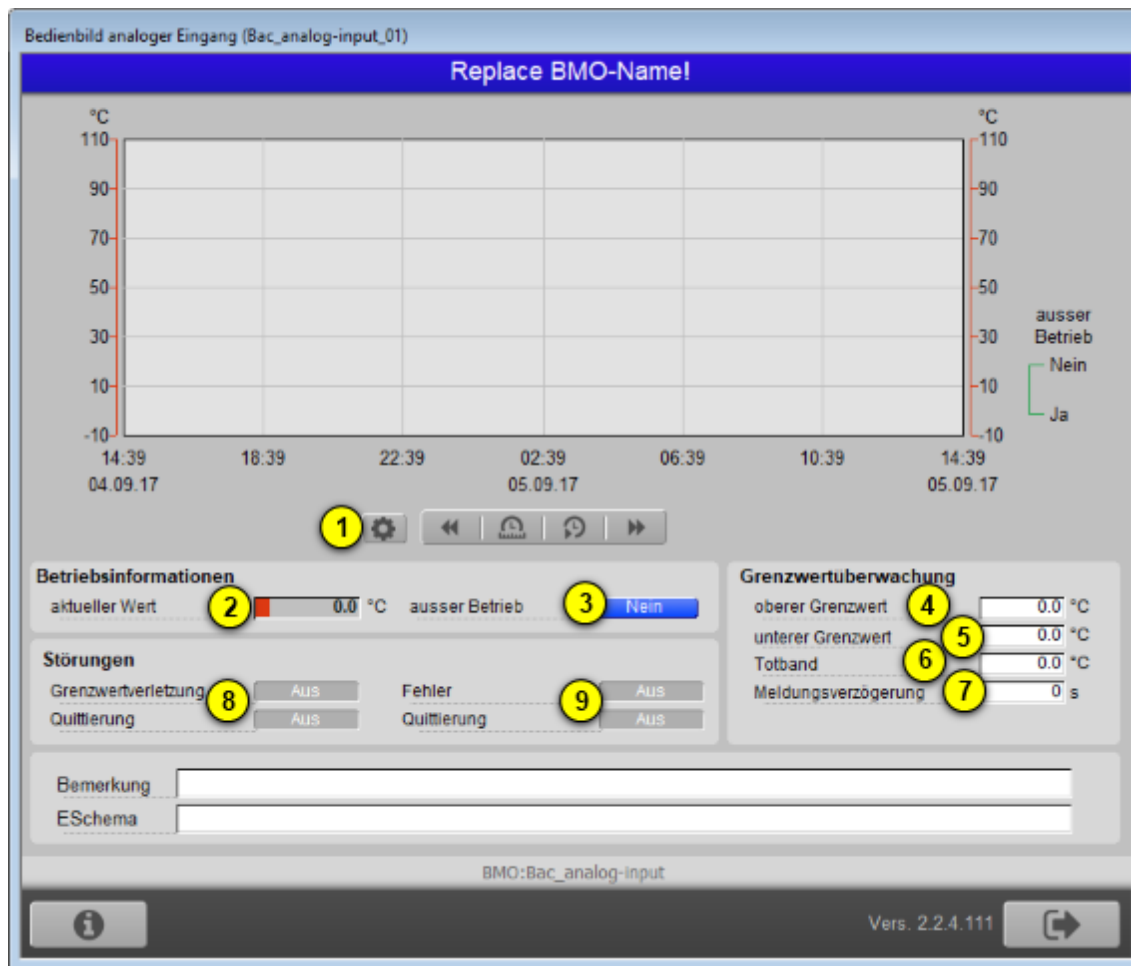 Bedienbild analoger Eingang (Bac_analog-input_01)
Replace BMO-Name!
°C °C
110 110
90 90
70 70
50 50
ausser
30 30 Betrieb
Nein
10 10
Ja
-10 -10
14:39 18:39 22:39 02:39 06:39 10:39 14:39
04.09.17 05.09.17 05.09.17
1
Betriebsinformationen
aktueller Wert 2 0.0 °C ausser Betrieb 3 Nein
Störungen
Grenzwertverletzung Aus Fehler Aus
8 9
Quittierung Aus Quittierung Aus
Grenzwertüberwachung
oberer Grenzwert 4 0.0 °C
unterer Grenzwert 5 0.0 °C
Totband 6 0.0 °C
Meldungsverzögerung 7 0 s
Bemerkung
ESchema
BMO:Bac_analog-input
Vers. 2.2.4.111